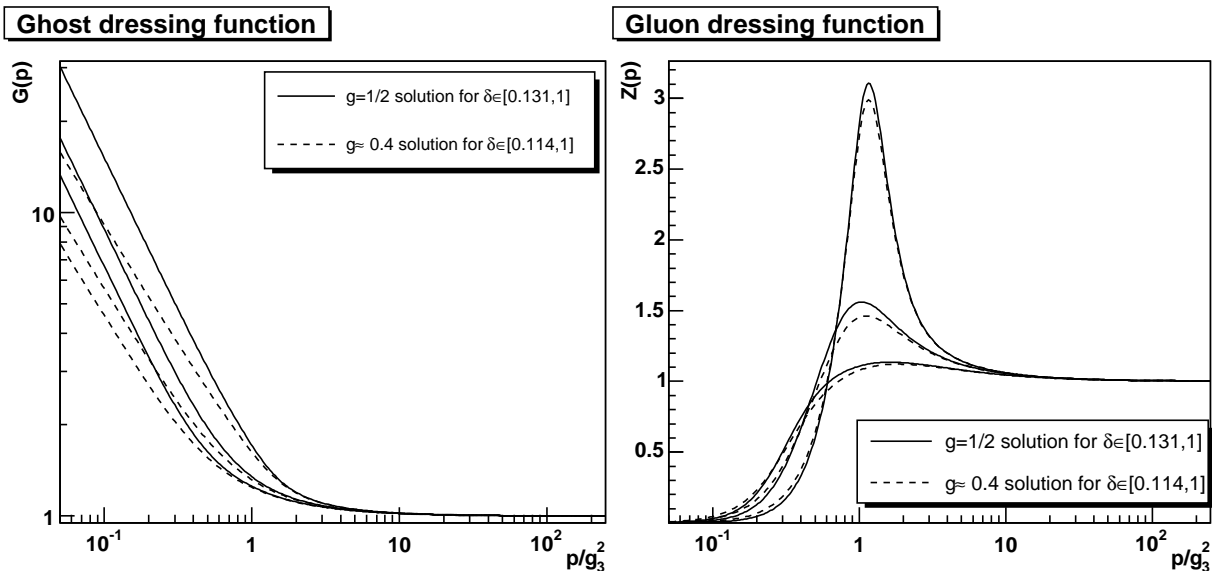 Ghost dressing function
G(p)
10
1
g=1/2 solution for δ∈[0.131,1]
g≈ 0.4 solution for δ∈[0.114,1]
10⁻¹ 1 10 10²
p/g₃²
Gluon dressing function
Z(p)
3
2.5
2
1.5
1
0.5
g=1/2 solution for δ∈[0.131,1]
g≈ 0.4 solution for δ∈[0.114,1]
10⁻¹ 1 10 10²
p/g₃²